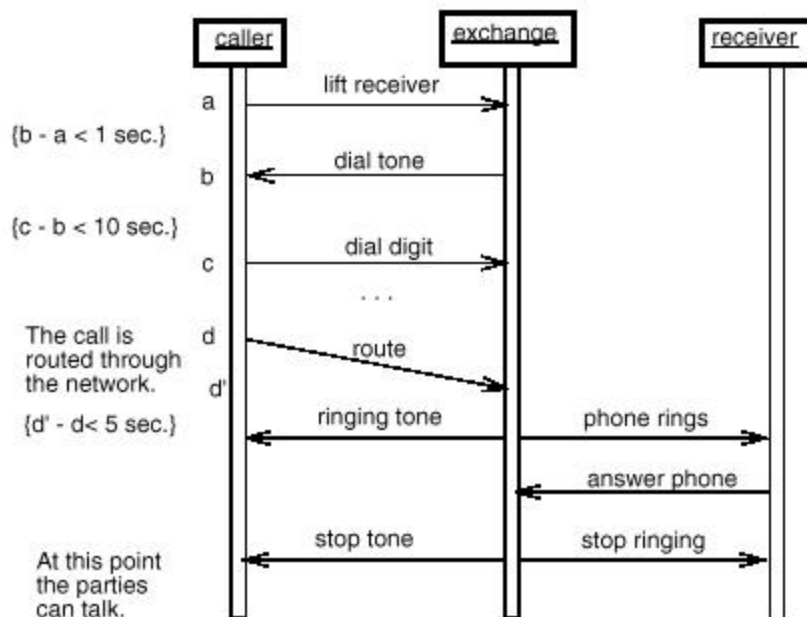 caller
exchange
receiver
a
lift receiver
{b - a < 1 sec.}
b
dial tone
{c - b < 10 sec.}
c
dial digit
. . .
The call is
routed through
the network.
d
route
d'
{d' - d< 5 sec.}
ringing tone
phone rings
answer phone
stop tone
stop ringing
At this point
the parties
can talk.